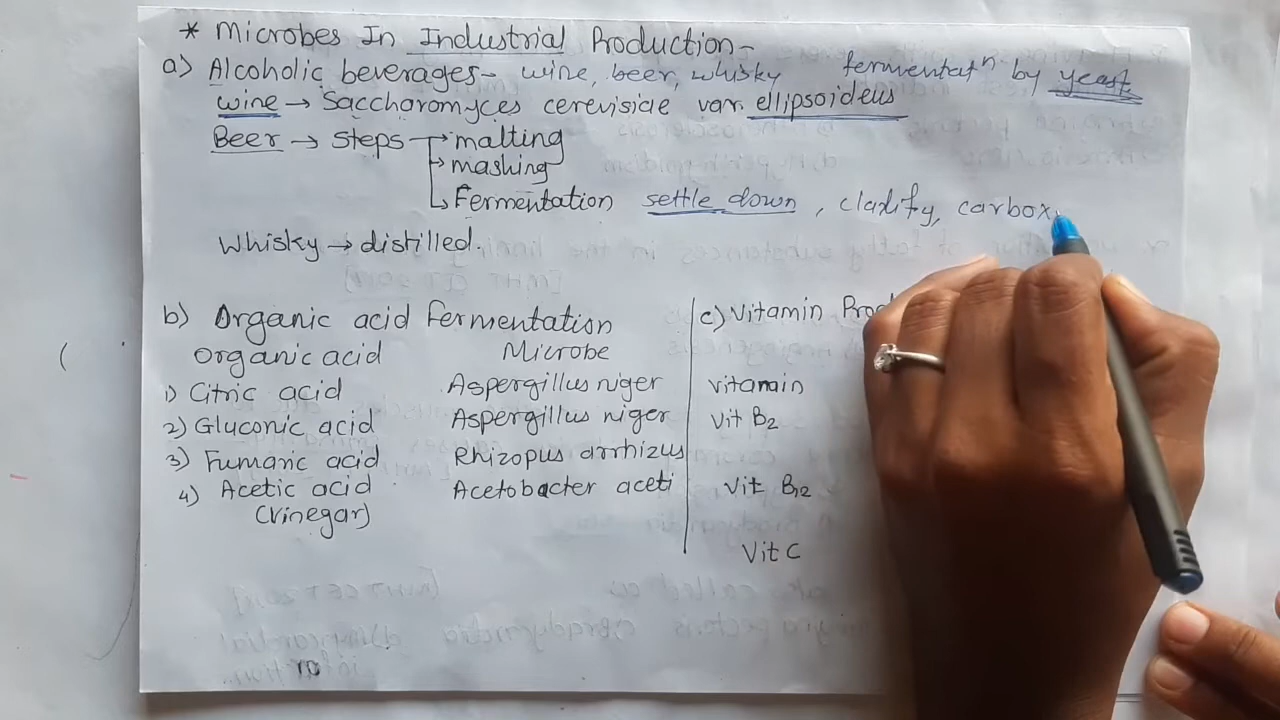 * Microbes In Industrial Production-
a) Alcoholic beverages- wine, beer, whisky fermentatⁿ by yeast
wine → Saccharomyces cerevisiae var. ellipsoideus
Beer → steps → malting
→ mashing
→ Fermentation settle down, clarify, carbox
Whisky → distilled.
b) Organic acid fermentation
Organic acid Microbe
1) Citric acid Aspergillus niger
2) Gluconic acid Aspergillus niger
3) Fumaric acid Rhizopus arrhizus
4) Acetic acid Acetobacter aceti
(Vinegar)
c) Vitamin Pro
vitamin
Vit B₂
Vit B₁₂
Vit C